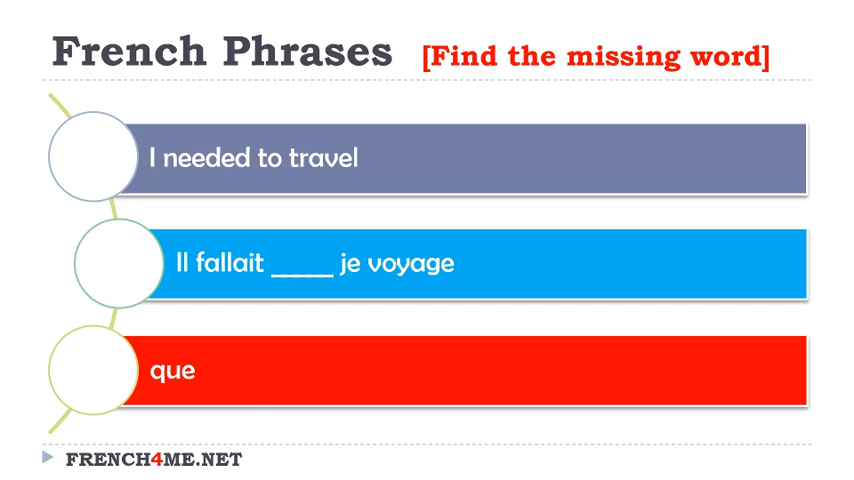 French Phrases [Find the missing word]
I needed to travel
Il fallait _____ je voyage
que
FRENCH4ME.NET